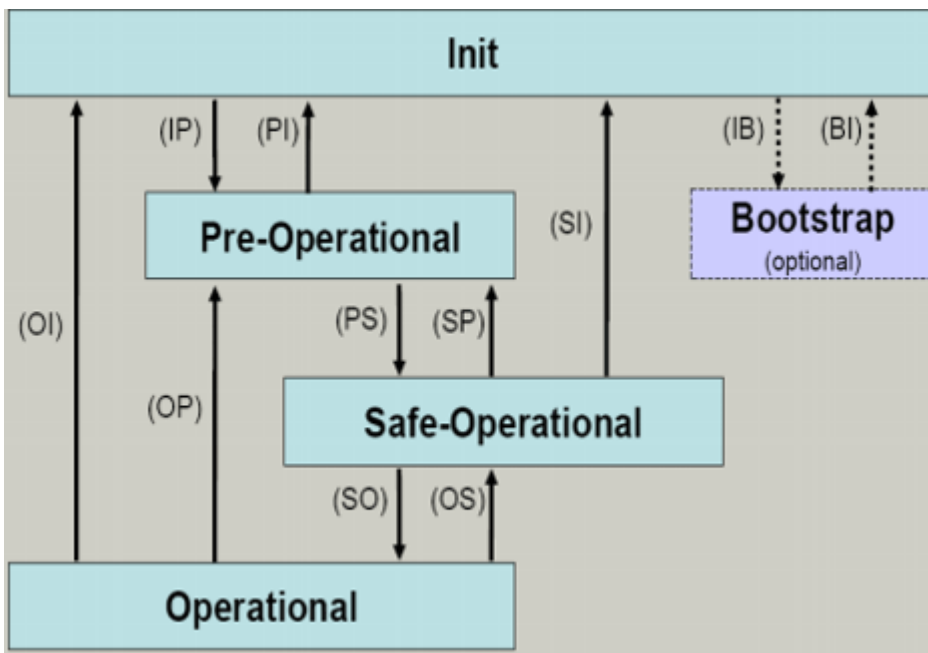 Init
(IP)
(PI)
(IB)
(BI)
Pre-Operational
(SI)
Bootstrap
(optional)
(OI)
(PS)
(SP)
(OP)
Safe-Operational
(SO)
(OS)
Operational